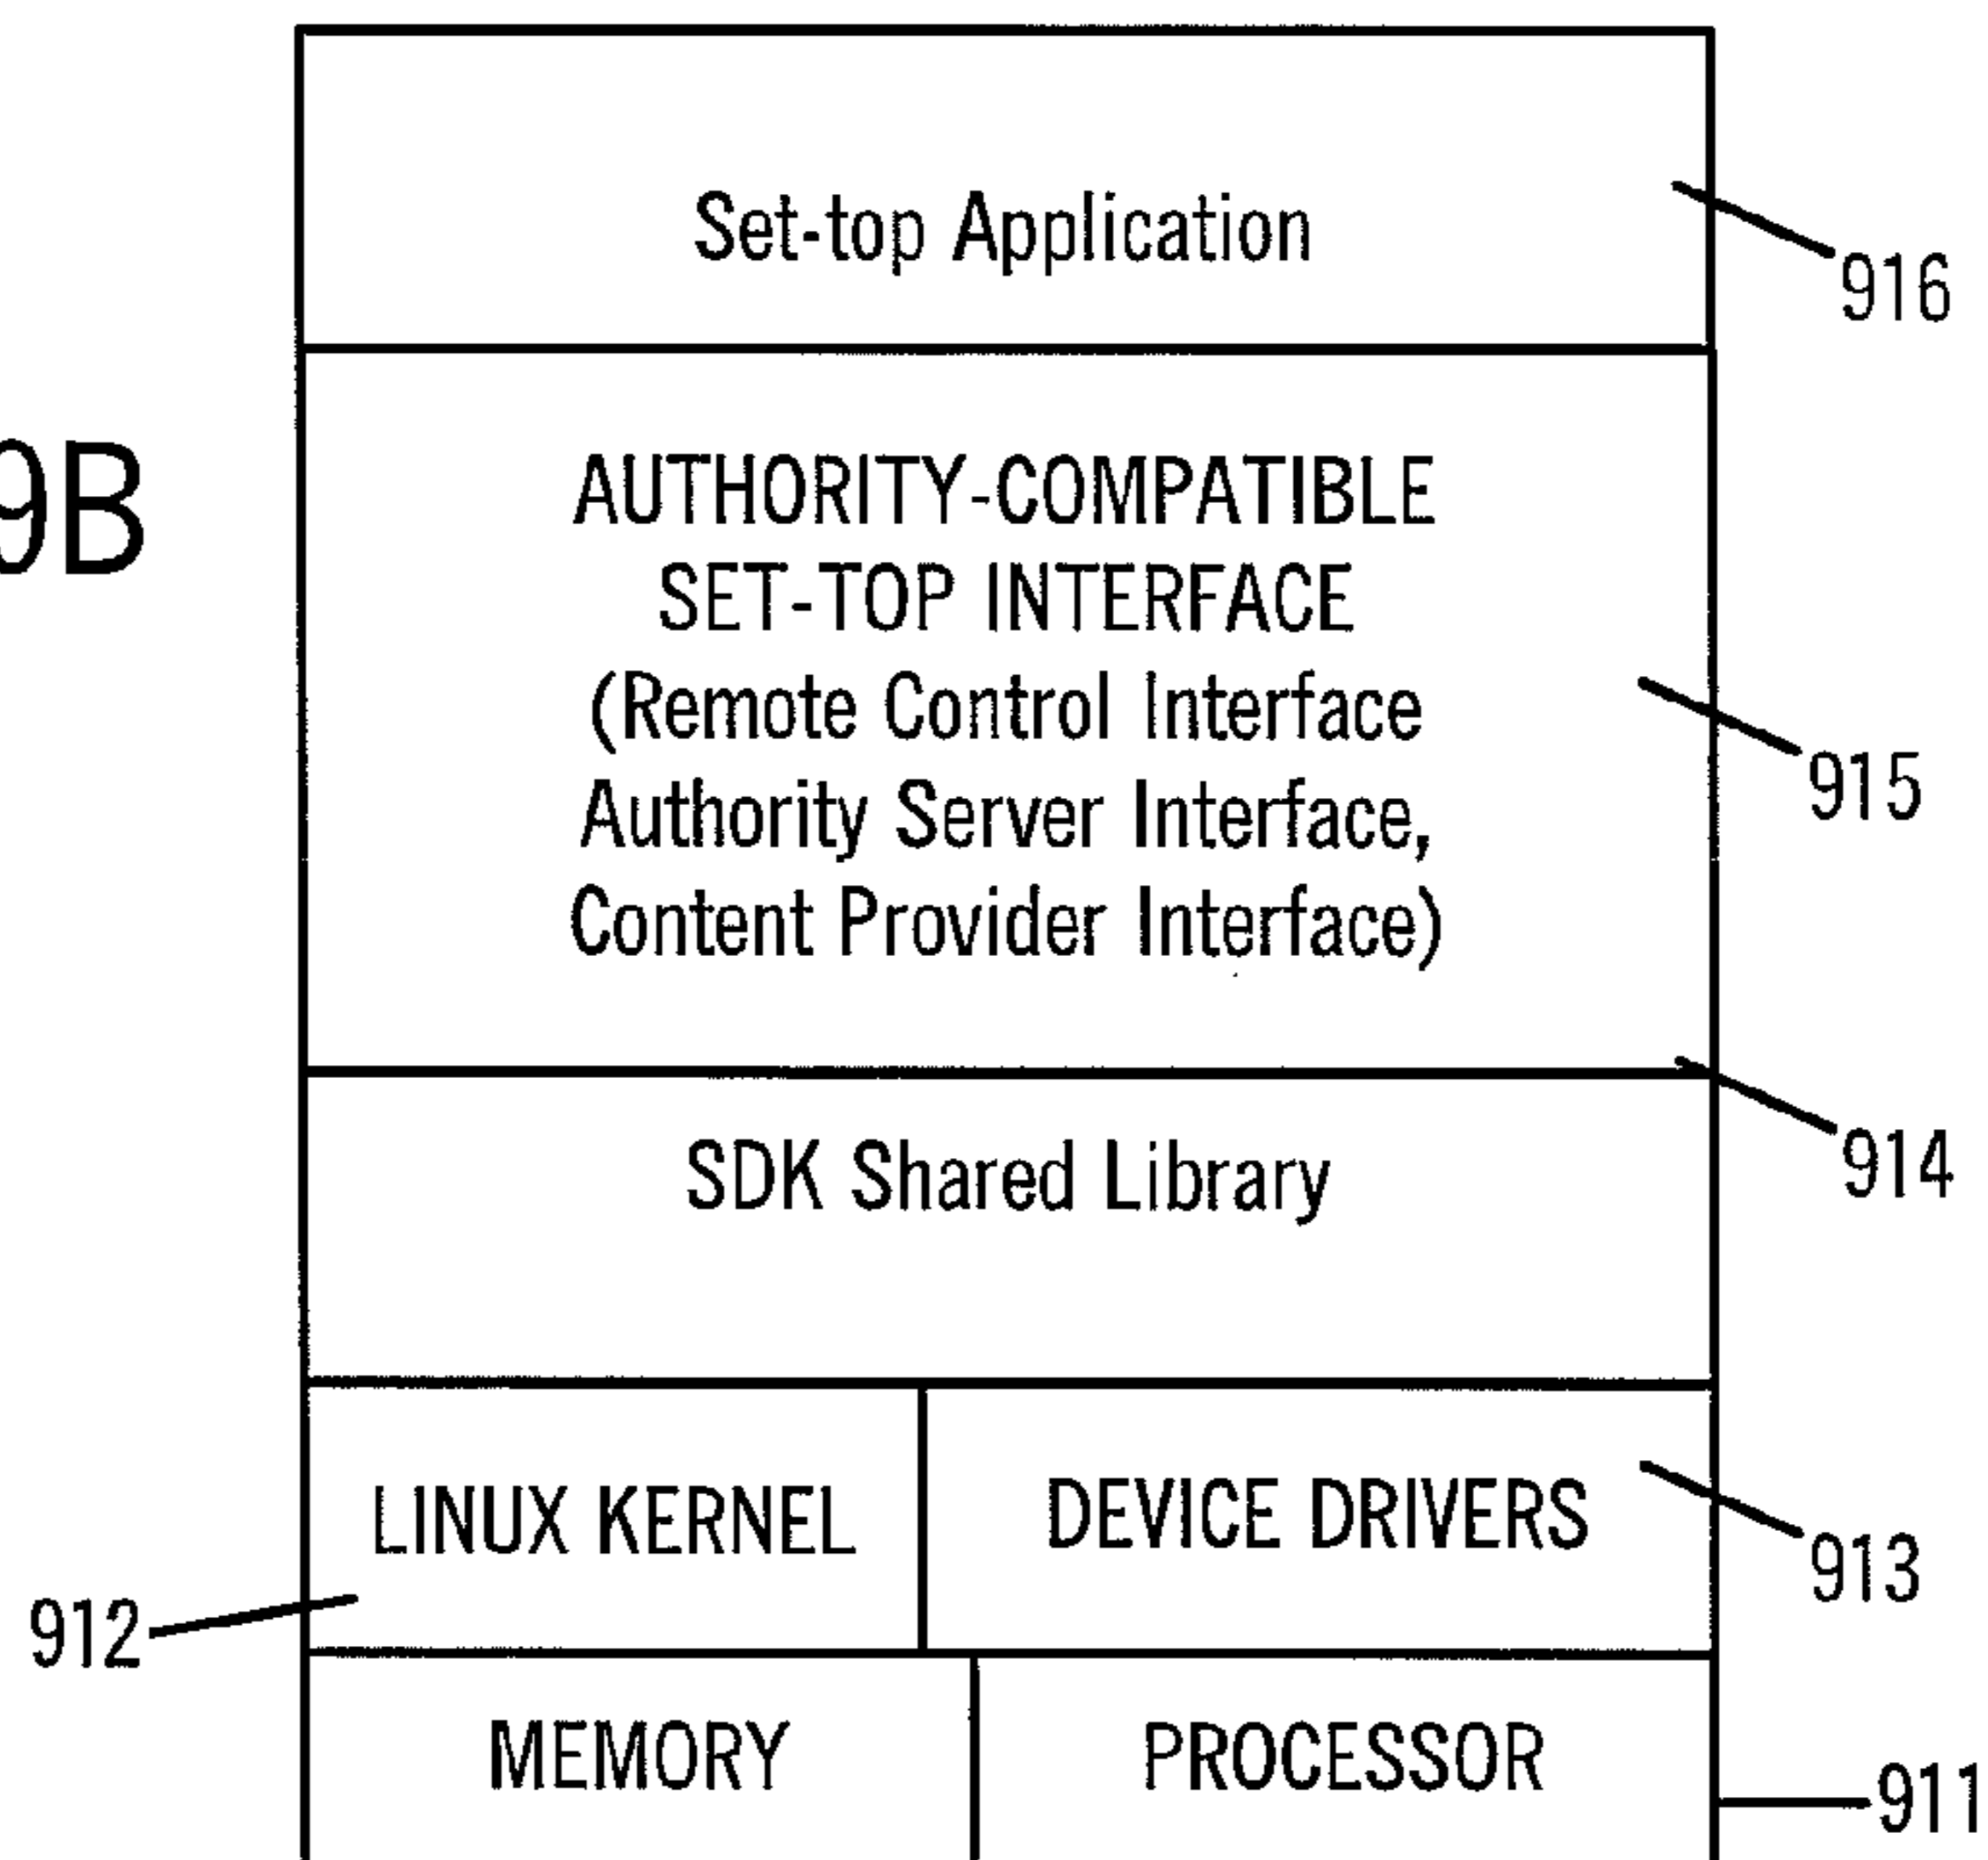 Set-top Application
916
9B
AUTHORITY-COMPATIBLE
SET-TOP INTERFACE
(Remote Control Interface
Authority Server Interface,
Content Provider Interface)
915
914
SDK Shared Library
LINUX KERNEL
DEVICE DRIVERS
913
912
MEMORY
PROCESSOR
911